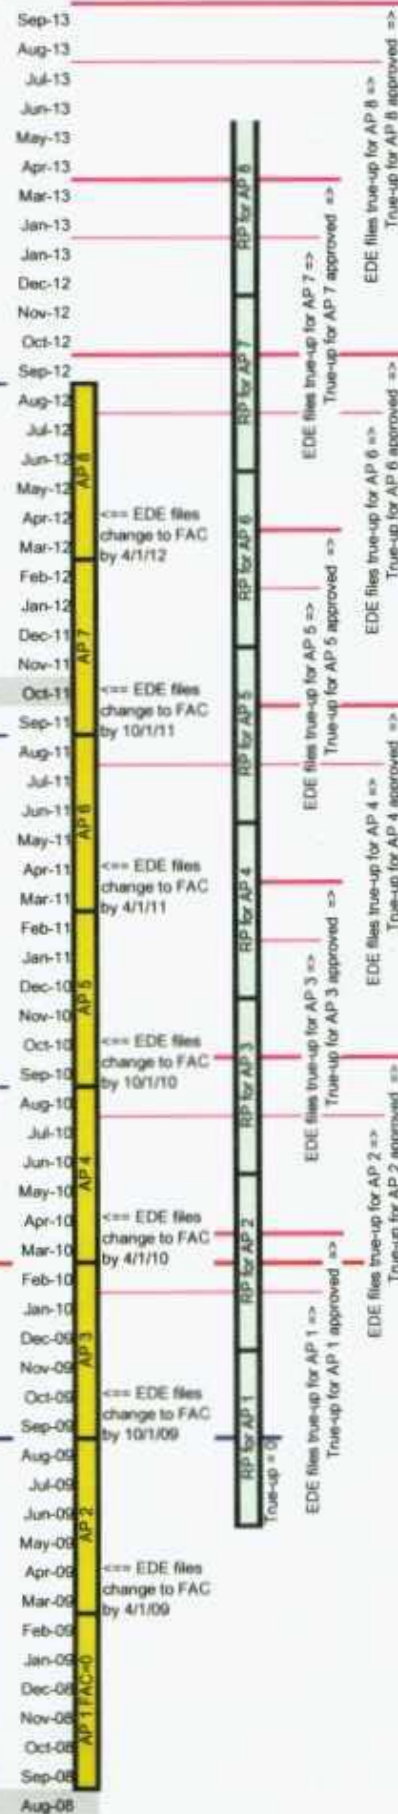 Sep-13
Aug-13
Jul-13
Jun-13
May-13
Apr-13
Mar-13
Jan-13
Jan-13
Dec-12
Nov-12
Oct-12
Sep-12
Aug-12
Jul-12
Jun-12
May-12
Apr-12
Mar-12
Feb-12
Jan-12
Dec-11
Nov-11
Oct-11
Sep-11
Aug-11
Jul-11
Jun-11
May-11
Apr-11
Mar-11
Feb-11
Jan-11
Dec-10
Nov-10
Oct-10
Sep-10
Aug-10
Jul-10
Jun-10
May-10
Apr-10
Mar-10
Feb-10
Jan-10
Dec-09
Nov-09
Oct-09
Sep-09
Aug-09
Jul-09
Jun-09
May-09
Apr-09
Mar-09
Feb-09
Jan-09
Dec-08
Nov-08
Oct-08
Sep-08
Aug-08
AP 8
AP 7
AP 6
AP 5
AP 4
AP 3
AP 2
AP 1 FAC=0
<== EDE files
change to FAC
by 4/1/12
<== EDE files
change to FAC
by 10/1/11
<== EDE files
change to FAC
by 4/1/11
<== EDE files
change to FAC
by 10/1/10
<== EDE files
change to FAC
by 4/1/10
<== EDE files
change to FAC
by 10/1/09
<== EDE files
change to FAC
by 4/1/09
RP for AP 8
RP for AP 7
RP for AP 6
RP for AP 5
RP for AP 4
RP for AP 3
RP for AP 2
RP for AP 1
True-up = 0
EDE files true-up for AP 7 =>
True-up for AP 7 approved =>
EDE files true-up for AP 5 =>
True-up for AP 5 approved =>
EDE files true-up for AP 3 =>
True-up for AP 3 approved =>
EDE files true-up for AP 1 =>
True-up for AP 1 approved =>
EDE files true-up for AP 8 =>
True-up for AP 8 approved =>
EDE files true-up for AP 6 =>
True-up for AP 6 approved =>
EDE files true-up for AP 4 =>
True-up for AP 4 approved =>
EDE files true-up for AP 2 =>
True-up for AP 2 approved =>